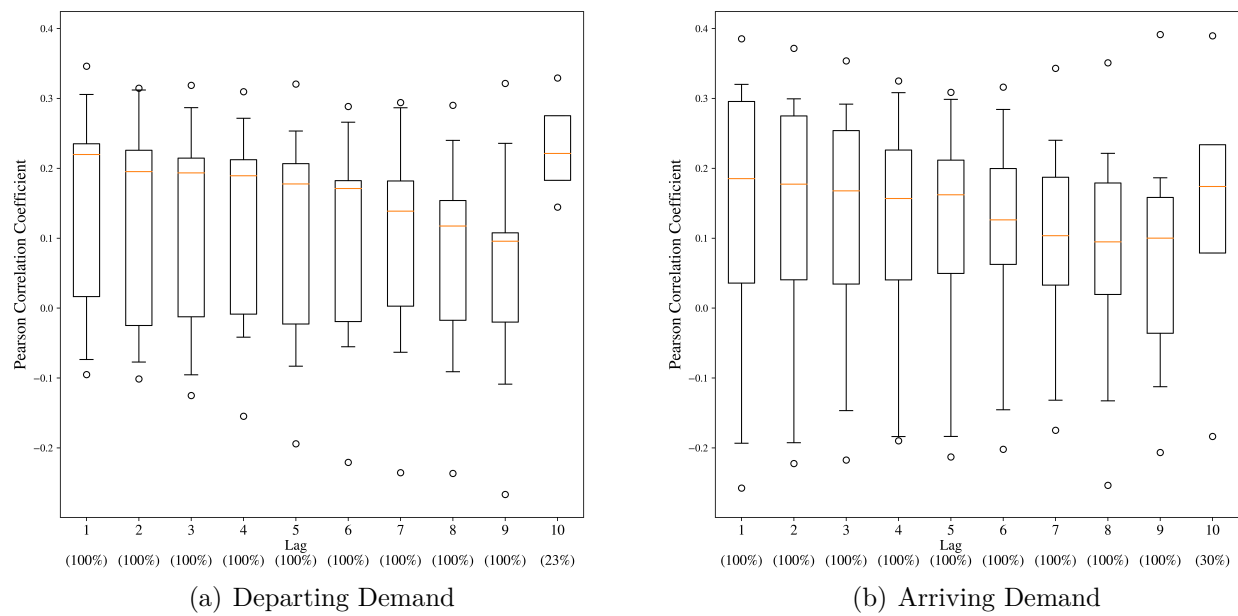 0.4
0.3
0.2
0.1
0.0
−0.1
−0.2
Pearson Correlation Coefficient
1 2 3 4 5 6 7 8 9 10
Lag
(100%) (100%) (100%) (100%) (100%) (100%) (100%) (100%) (100%) (23%)
(a) Departing Demand
0.4
0.3
0.2
0.1
0.0
−0.1
−0.2
Pearson Correlation Coefficient
1 2 3 4 5 6 7 8 9 10
Lag
(100%) (100%) (100%) (100%) (100%) (100%) (100%) (100%) (100%) (30%)
(b) Arriving Demand